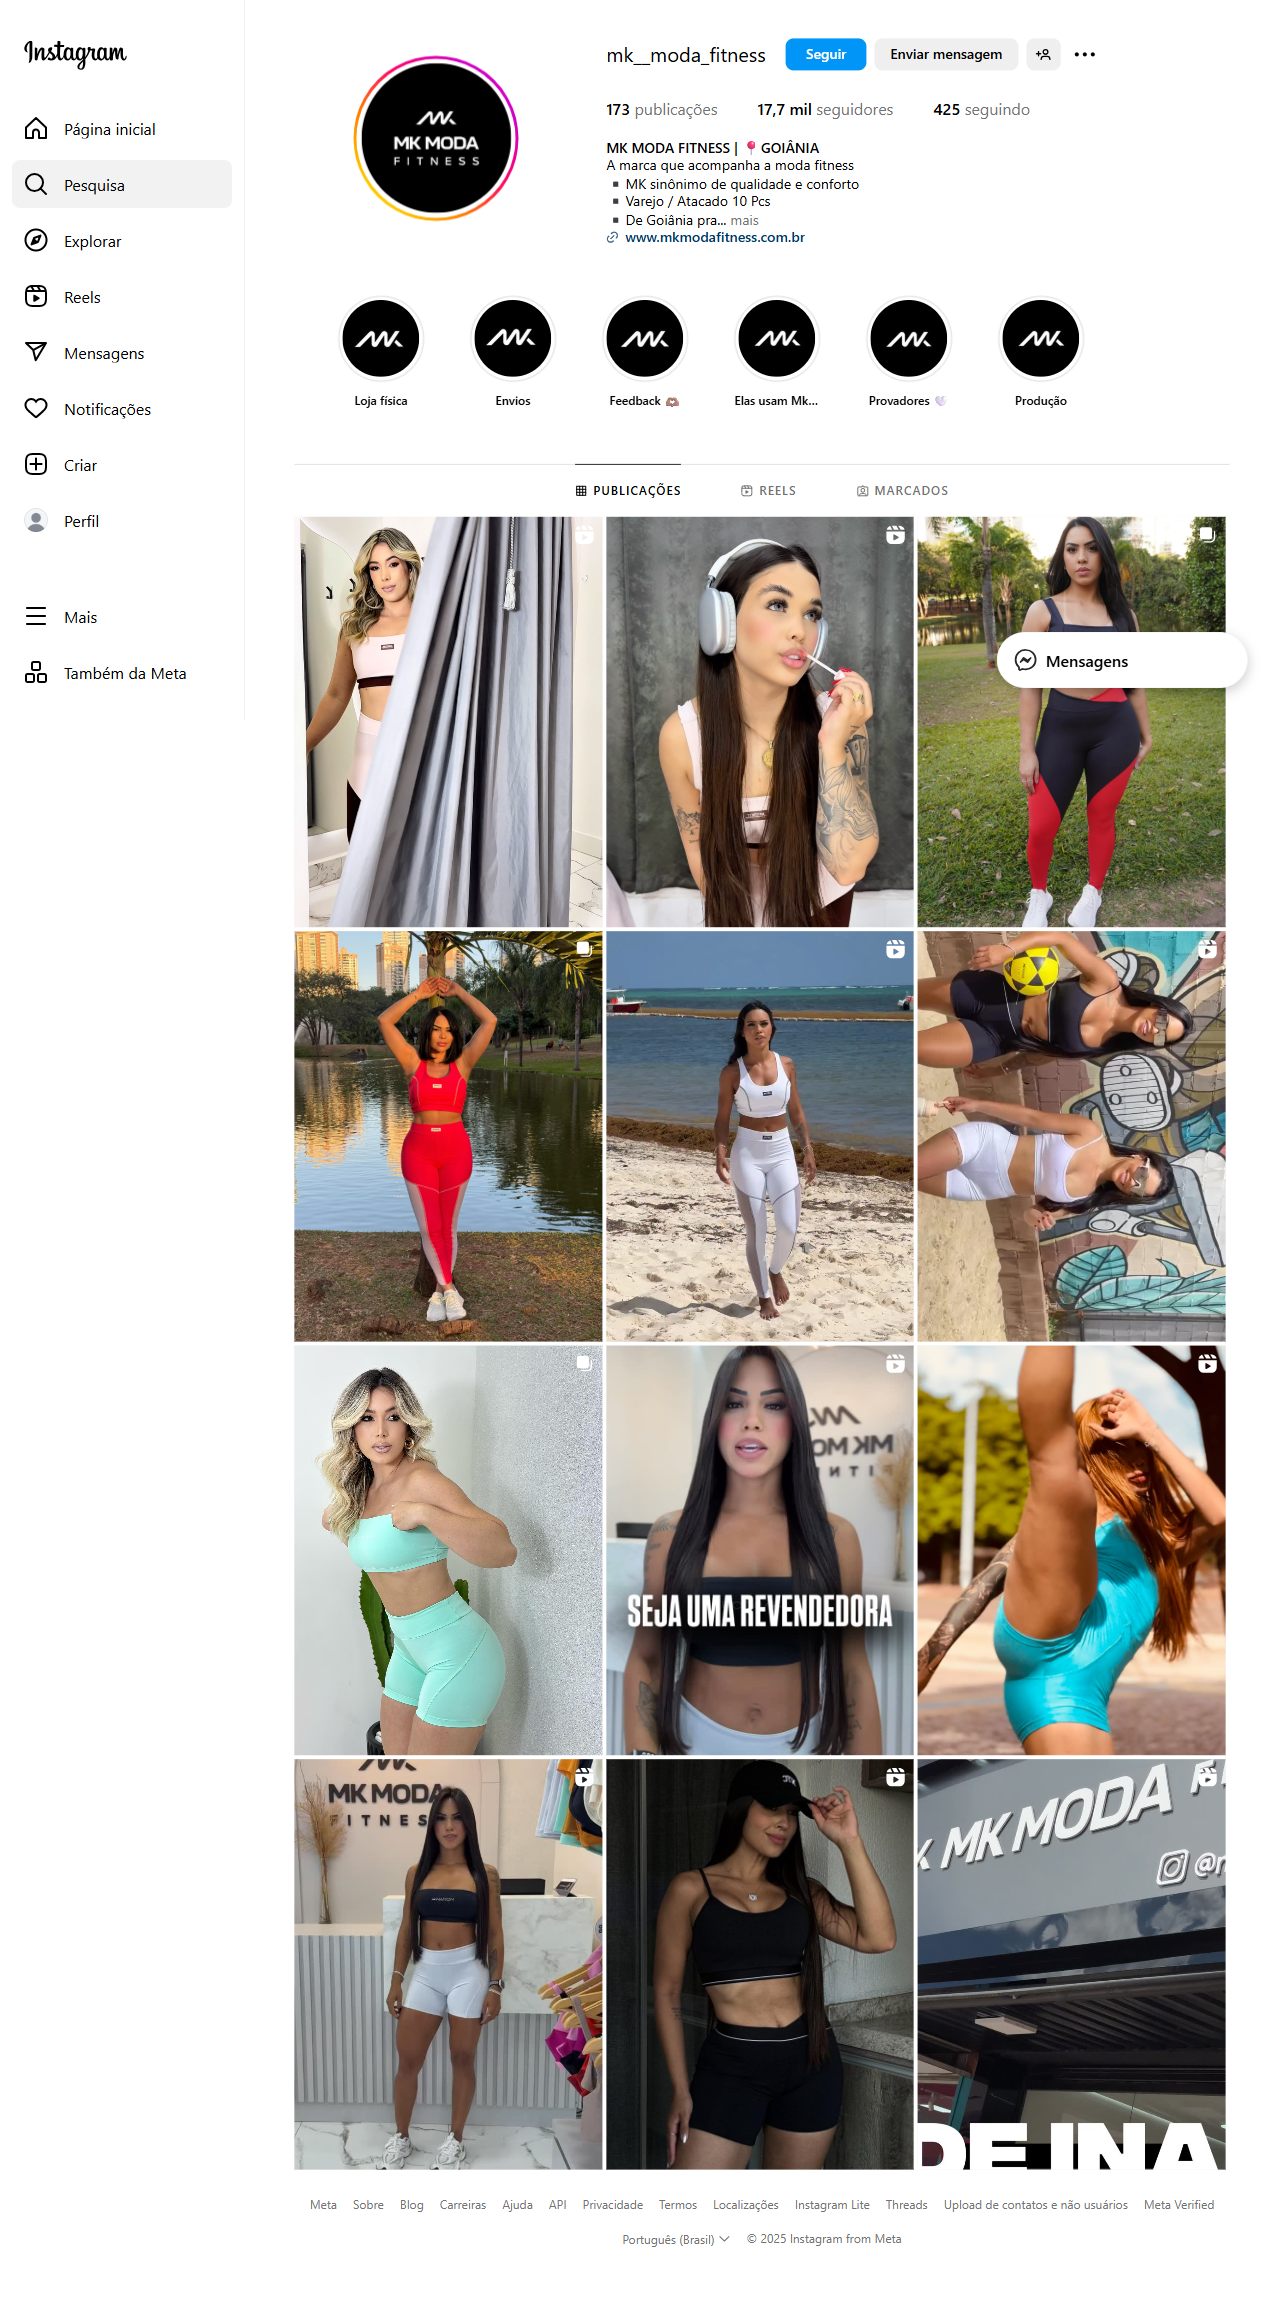 Instagram
Página inicial
Pesquisa
Explorar
Reels
Mensagens
Notificações
Criar
Perfil
Mais
Também da Meta
MK MODA
FITNESS
mk__moda_fitness
Seguir
Enviar mensagem
173 publicações 17,7 mil seguidores 425 seguindo
MK MODA FITNESS | 📍GOIÂNIA
A marca que acompanha a moda fitness
▪️ MK sinônimo de qualidade e conforto
▪️ Varejo / Atacado 10 Pcs
▪️ De Goiânia pra... mais
www.mkmodafitness.com.br
Loja física
Envios
Feedback 🫶🏽
Elas usam Mk...
Provadores 🤍
Produção
PUBLICAÇÕES
REELS
MARCADOS
Mensagens
SEJA UMA REVENDEDORA
MK MODA
FITNES
MK MODA
DE INA
Meta Sobre Blog Carreiras Ajuda API Privacidade Termos Localizações Instagram Lite Threads Upload de contatos e não usuários Meta Verified
Português (Brasil) © 2025 Instagram from Meta